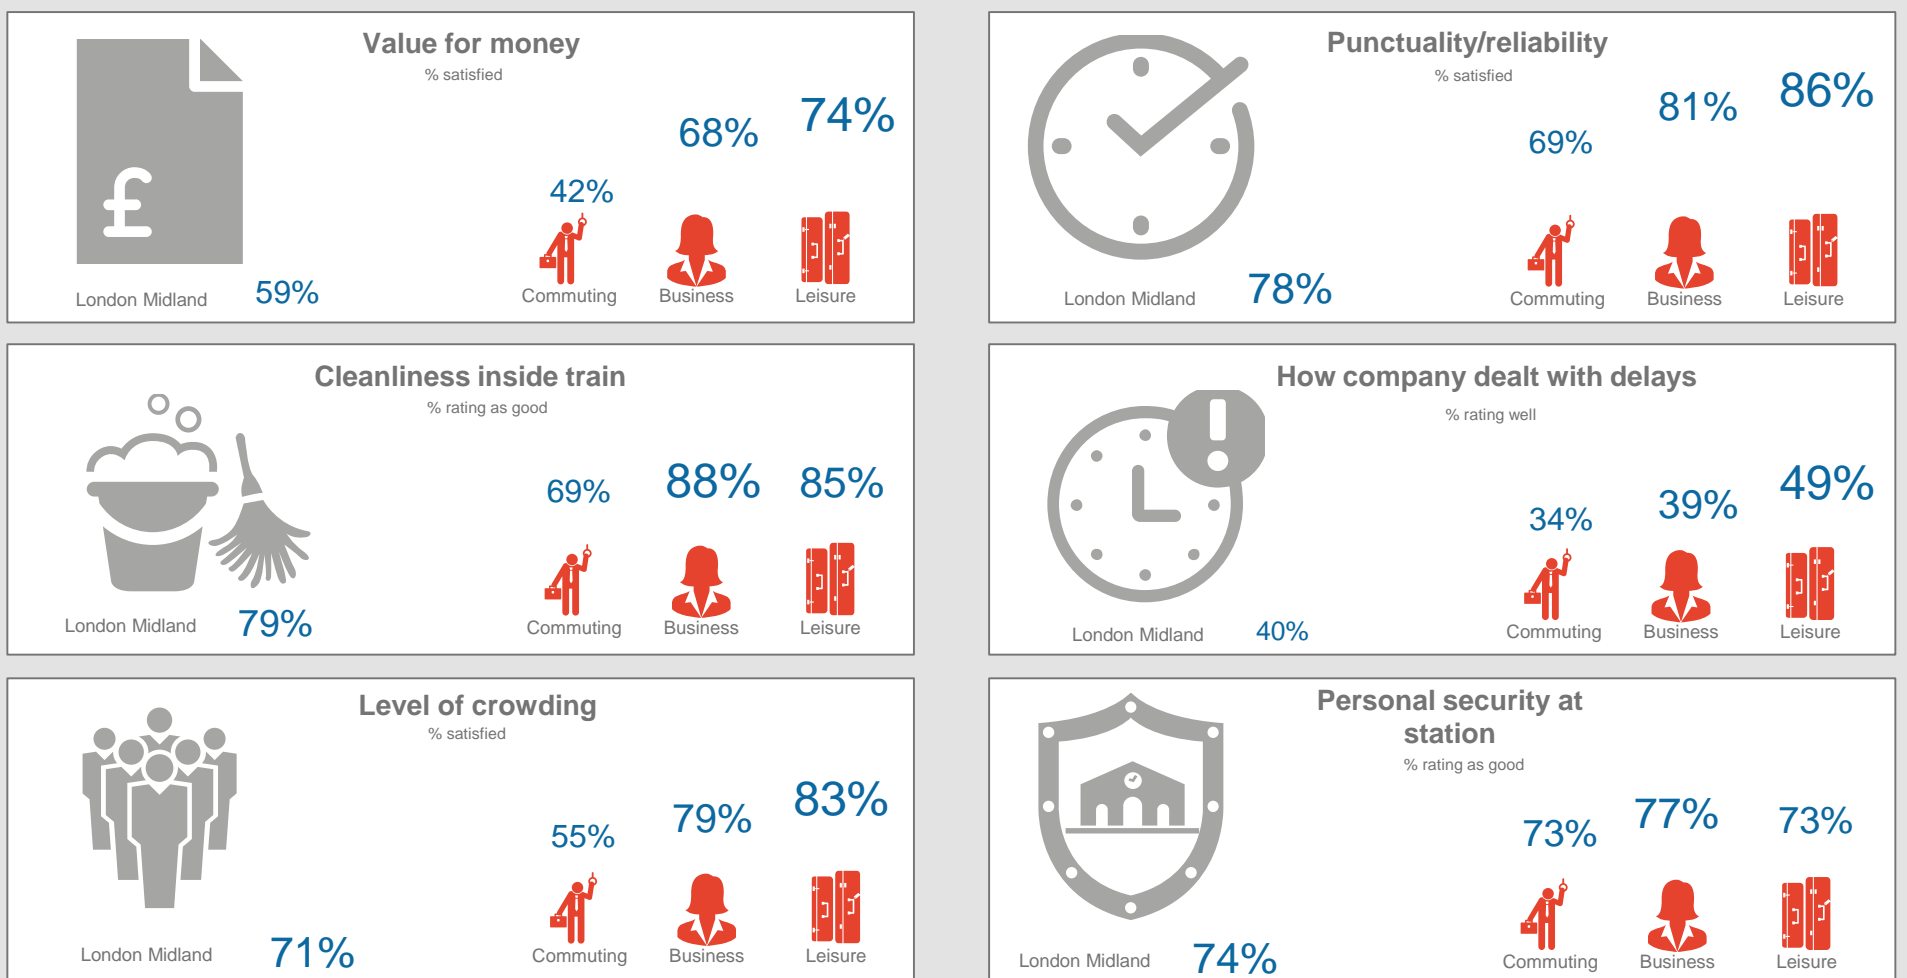 Value for money
% satisfied
74%
68%
42%
London Midland
59%
Commuting
Business
Leisure
Punctuality/reliability
% satisfied
86%
81%
69%
London Midland
78%
Commuting
Business
Leisure
Cleanliness inside train
% rating as good
69%
88%
85%
London Midland
79%
Commuting
Business
Leisure
How company dealt with delays
% rating well
49%
39%
34%
London Midland
40%
Commuting
Business
Leisure
Level of crowding
% satisfied
83%
79%
55%
London Midland
71%
Commuting
Business
Leisure
Personal security at
station
% rating as good
73%
77%
73%
London Midland
74%
Commuting
Business
Leisure